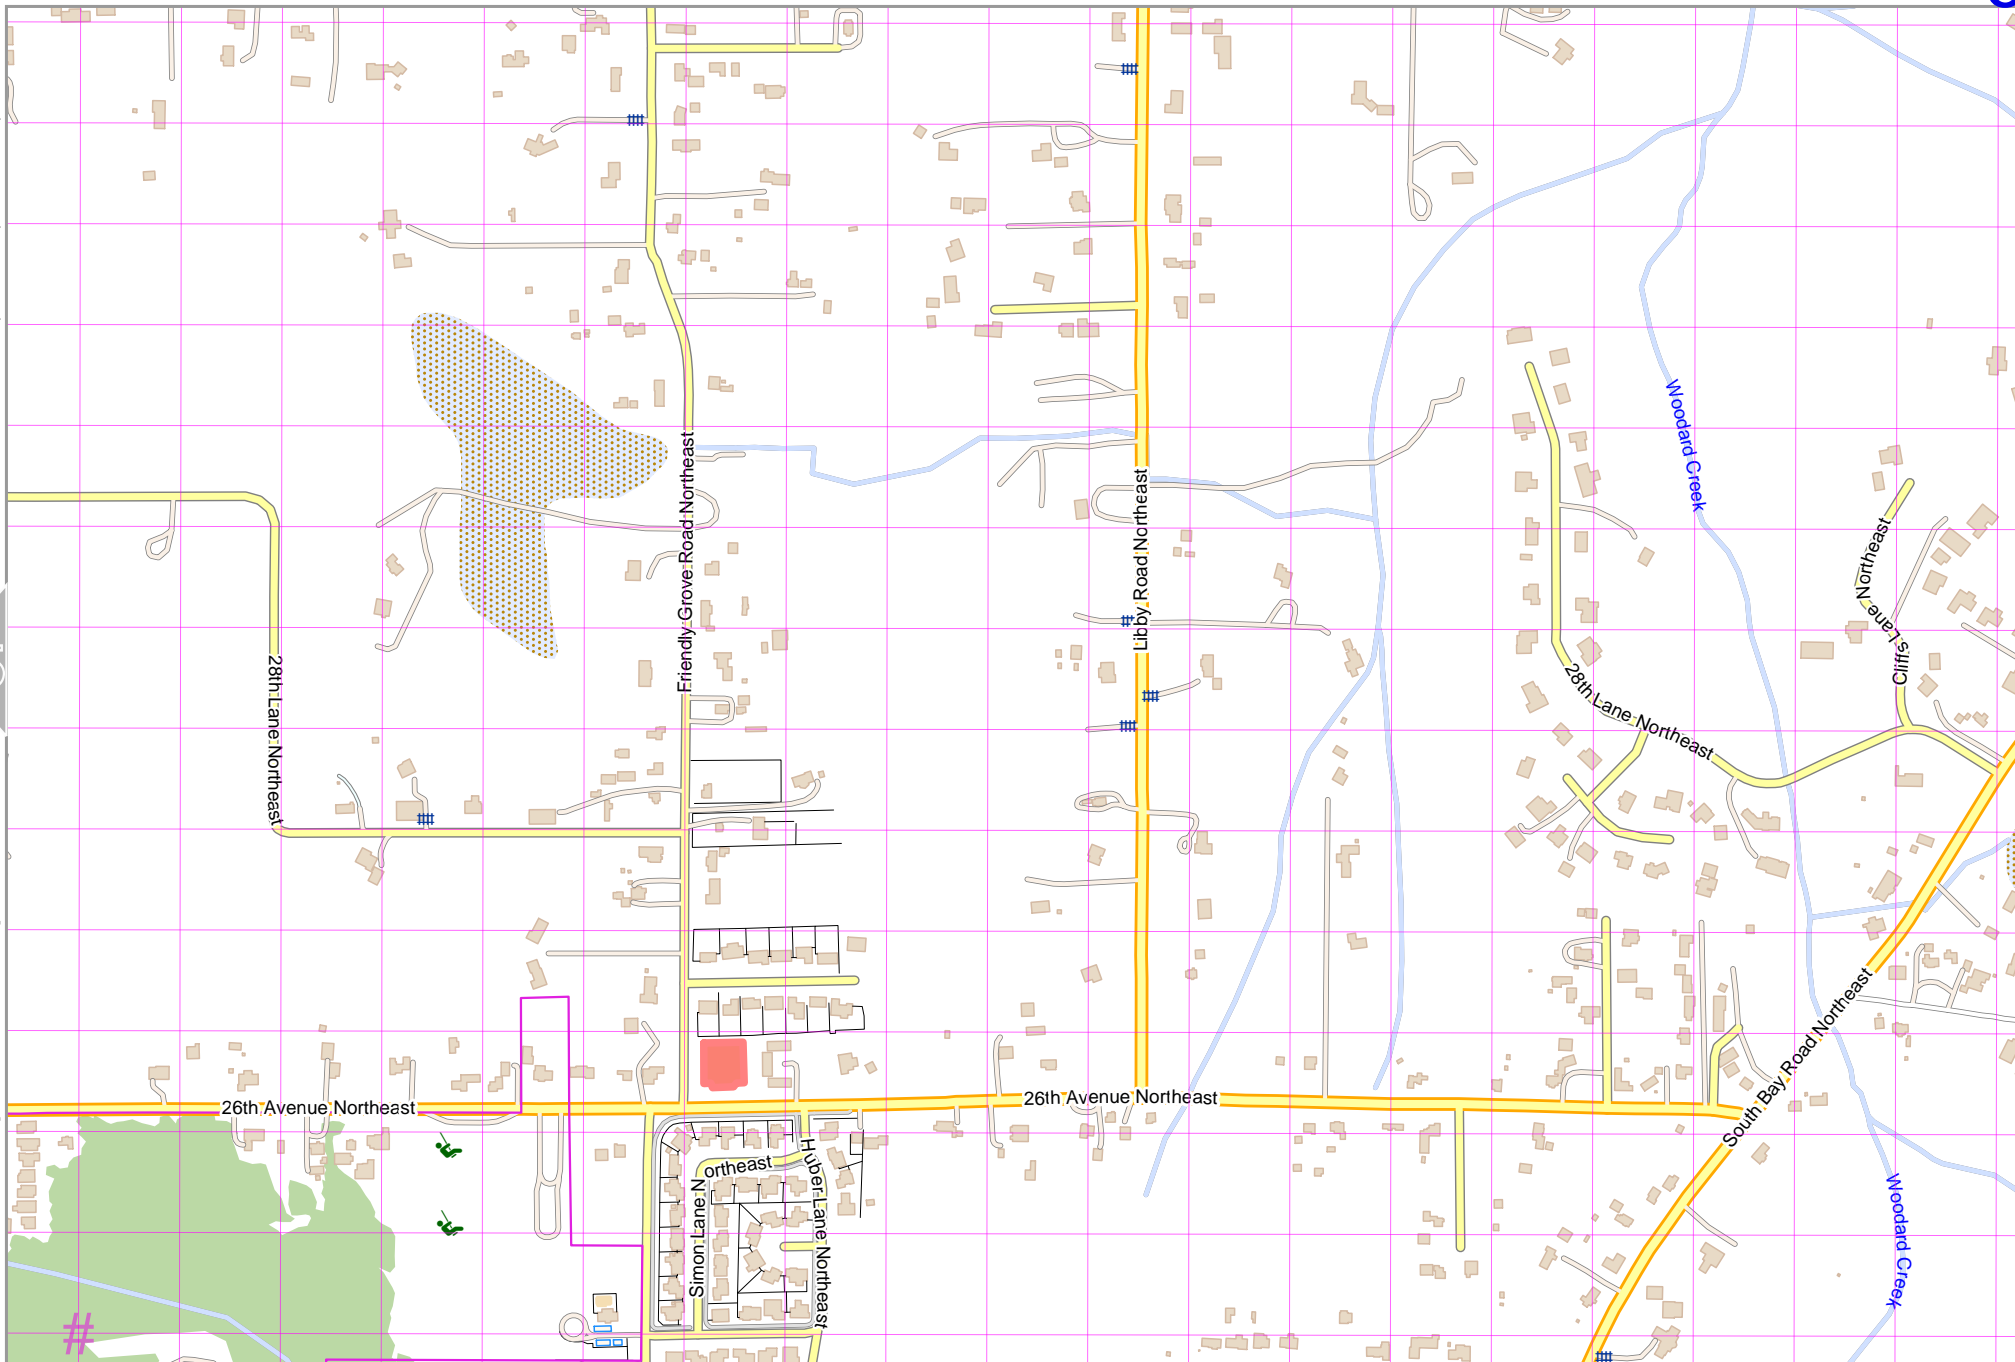 Woodard Creek
Friendly Grove Road Northeast
Libby Road Northeast
Cliffs Lane Northeast
28th Lane Northeast
28th Lane Northeast
South Bay Road Northeast
26th Avenue Northeast
26th Avenue Northeast
Simon Lane Northeast
Huber Lane Northeast
Woodard Creek
#